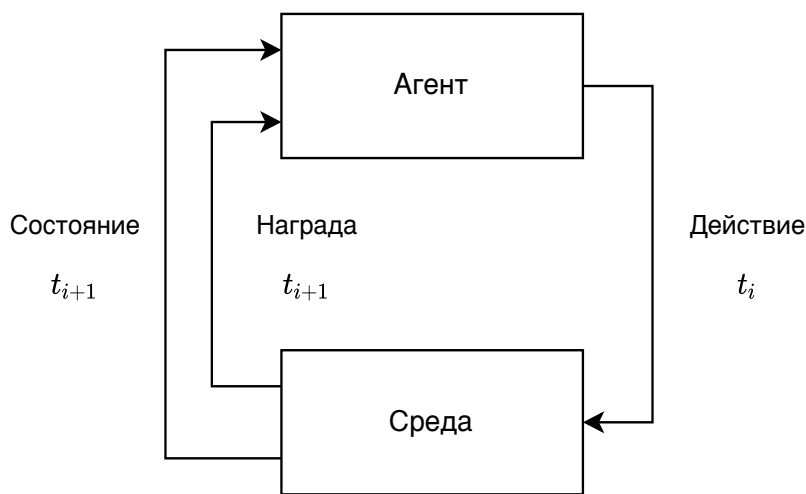 Агент
Состояние
t_{i+1}
Награда
t_{i+1}
Действие
t_i
Среда